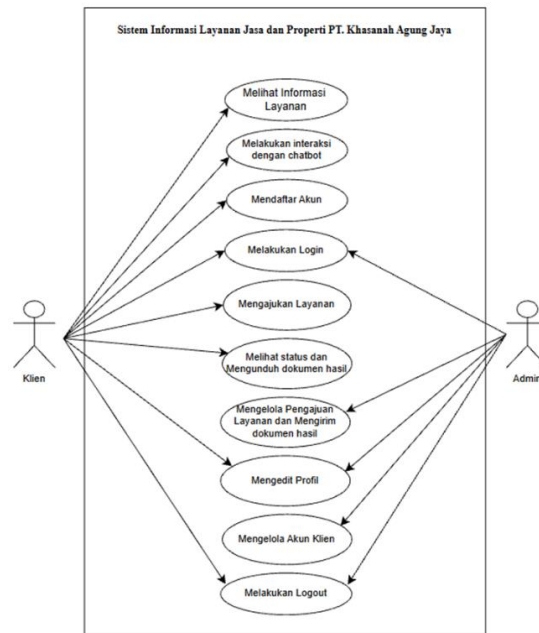 Sistem Informasi Layanan Jasa dan Properti PT. Khasanah Agung Jaya
Melihat Informasi
Layanan
Melakukan interaksi
dengan chatbot
Mendaftar Akun
Melakukan Login
Mengajukan Layanan
Melihat status dan
Mengunduh dokumen hasil
Klien
Admin
Mengelola Pengajuan
Layanan dan Mengirim
dokumen hasil
Mengedit Profil
Mengelola Akun Klien
Melakukan Logout